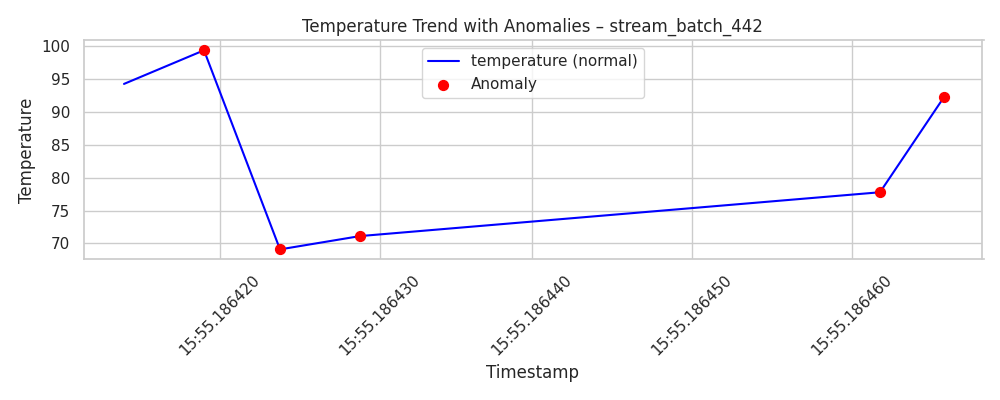 Temperature Trend with Anomalies – stream_batch_442
temperature (normal)
Anomaly
Temperature
100
95
90
85
80
75
70
15:55.186420
15:55.186430
15:55.186440
15:55.186450
15:55.186460
Timestamp